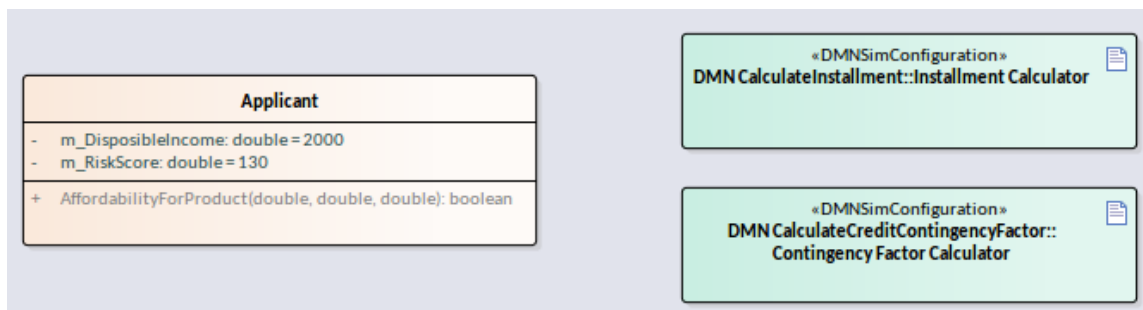 Applicant
- m_DisposibleIncome: double = 2000
- m_RiskScore: double = 130
+ AffordabilityForProduct(double, double, double): boolean
«DMNSimConfiguration»
DMN CalculateInstallment::Installment Calculator
«DMNSimConfiguration»
DMN CalculateCreditContingencyFactor::
Contingency Factor Calculator